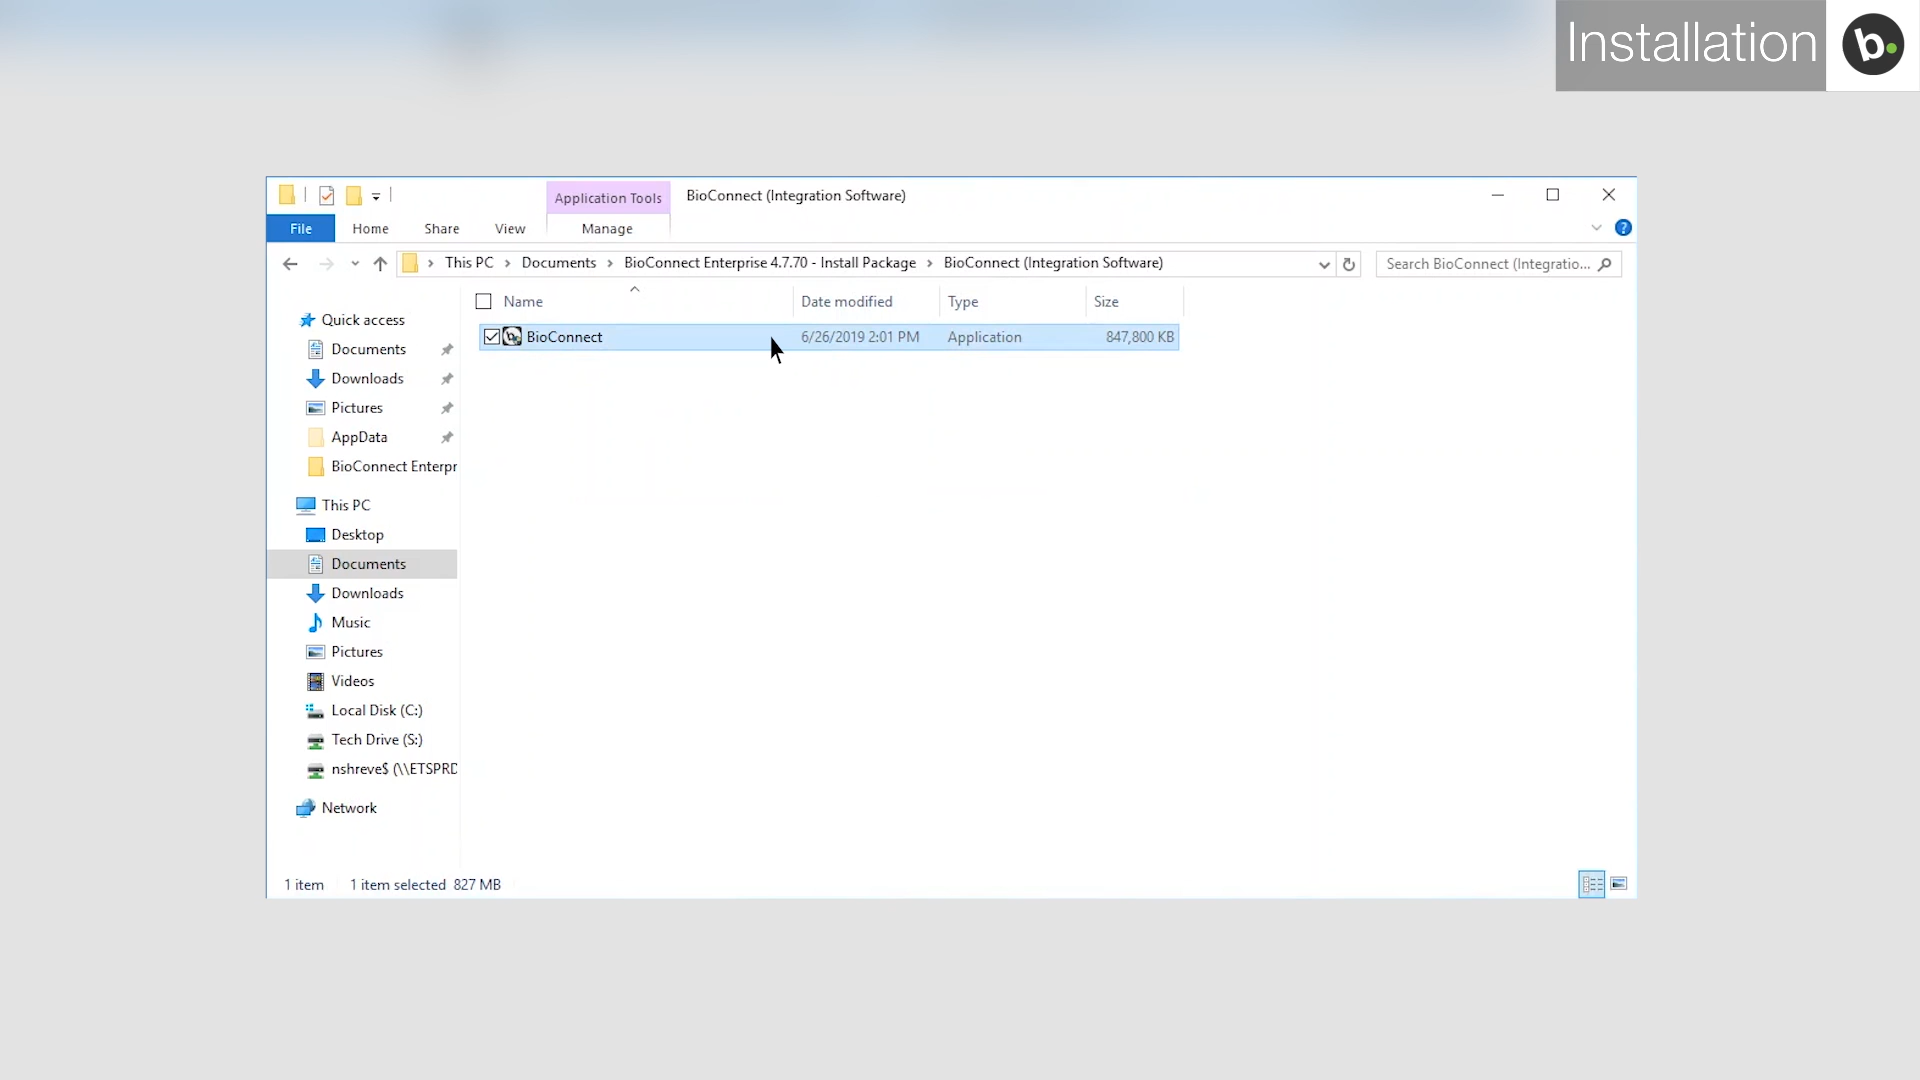 Installation
b.
Application Tools
BioConnect (Integration Software)
File
Home
Share
View
Manage
This PC
Documents
BioConnect Enterprise 4.7.70 - Install Package
BioConnect (Integration Software)
Search BioConnect (Integratio...
Name
Date modified
Type
Size
BioConnect
6/26/2019 2:01 PM
Application
847,800 KB
Quick access
Documents
Downloads
Pictures
AppData
BioConnect Enterpr
This PC
Desktop
Documents
Downloads
Music
Pictures
Videos
Local Disk (C:)
Tech Drive (S:)
nshreve$ (\\ETSPRD
Network
1 item
1 item selected 827 MB